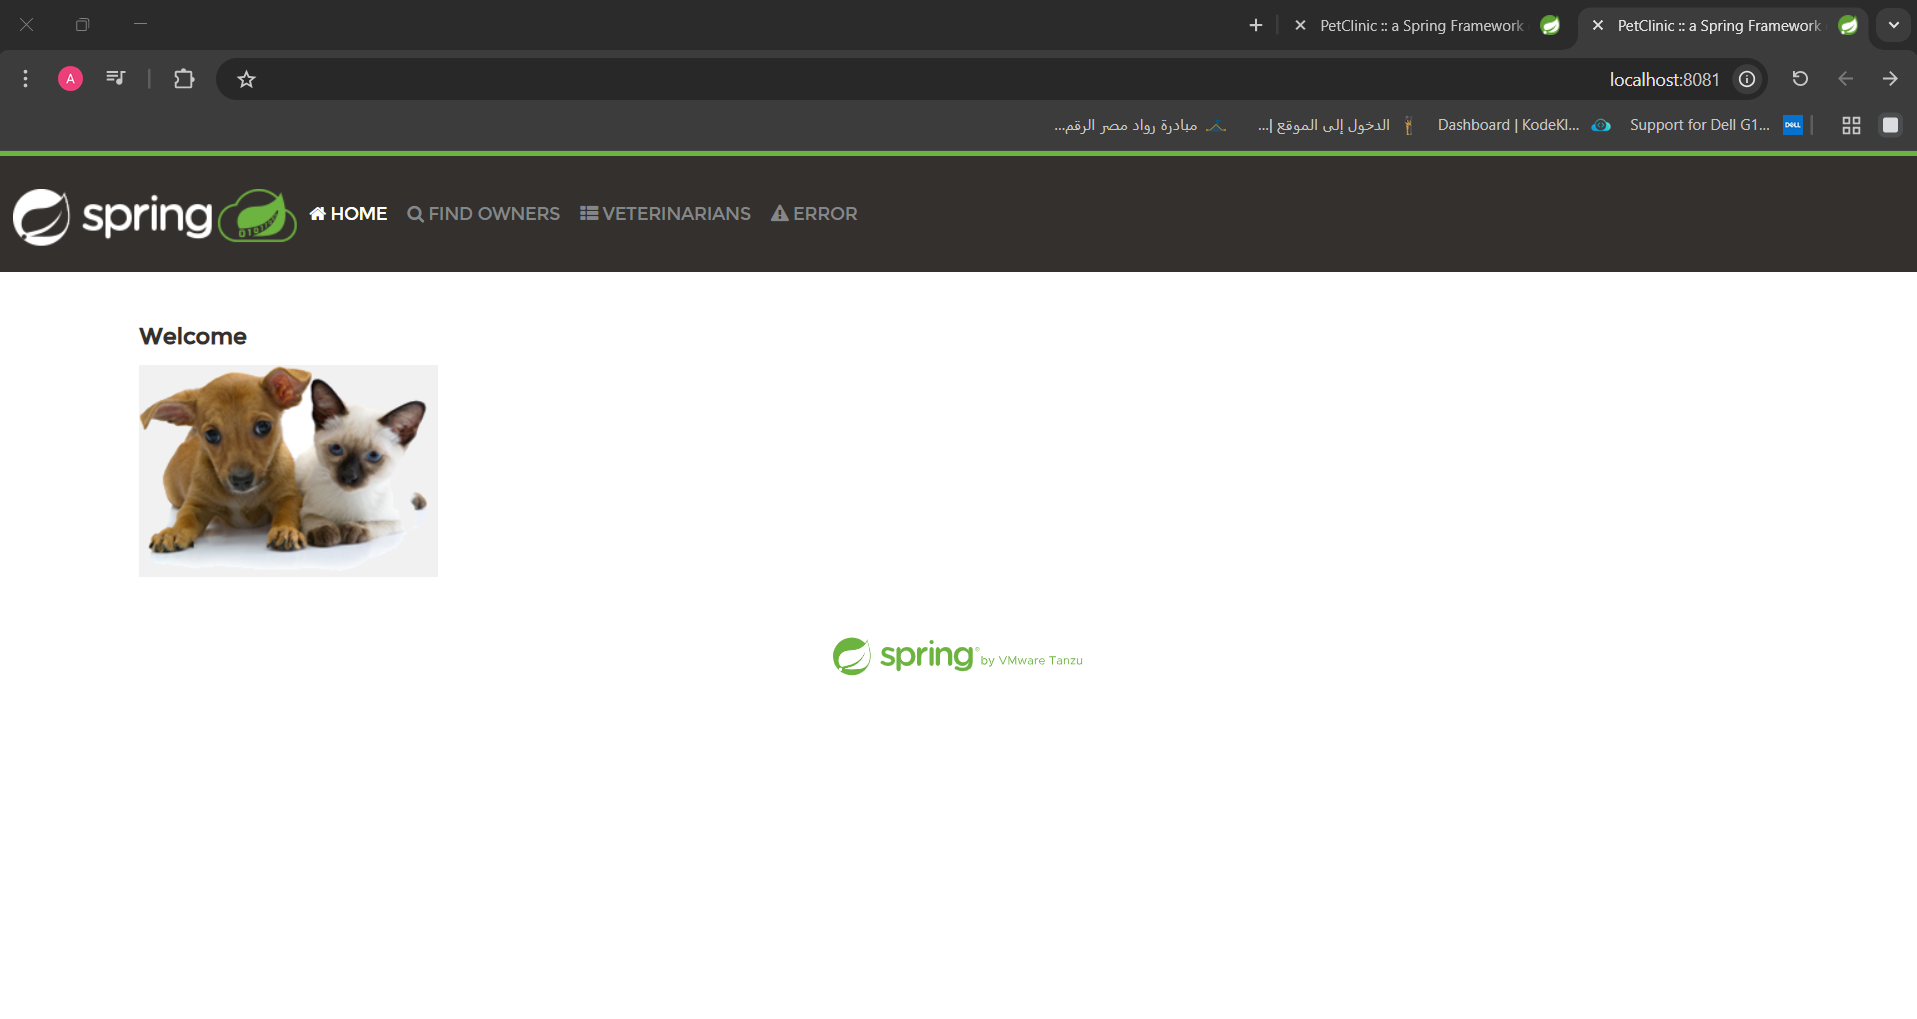 PetClinic :: a Spring Framework
PetClinic :: a Spring Framework
A
localhost:8081
...مبادرة رواد مصر الرقم
...| الدخول إلى الموقع
Dashboard | KodeKl...
Support for Dell G1...
DELL
spring
HOME
FIND OWNERS
VETERINARIANS
ERROR
Welcome
spring by VMware Tanzu